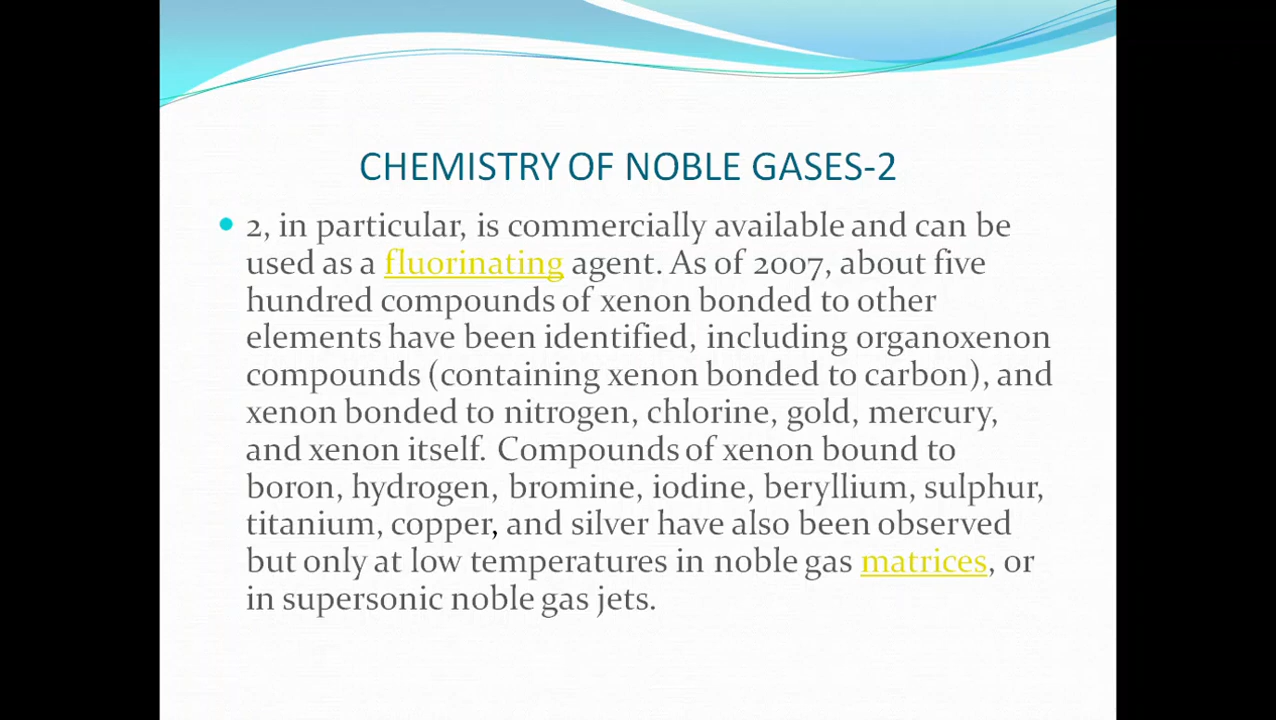 CHEMISTRY OF NOBLE GASES-2
• 2, in particular, is commercially available and can be
used as a fluorinating agent. As of 2007, about five
hundred compounds of xenon bonded to other
elements have been identified, including organoxenon
compounds (containing xenon bonded to carbon), and
xenon bonded to nitrogen, chlorine, gold, mercury,
and xenon itself. Compounds of xenon bound to
boron, hydrogen, bromine, iodine, beryllium, sulphur,
titanium, copper, and silver have also been observed
but only at low temperatures in noble gas matrices, or
in supersonic noble gas jets.